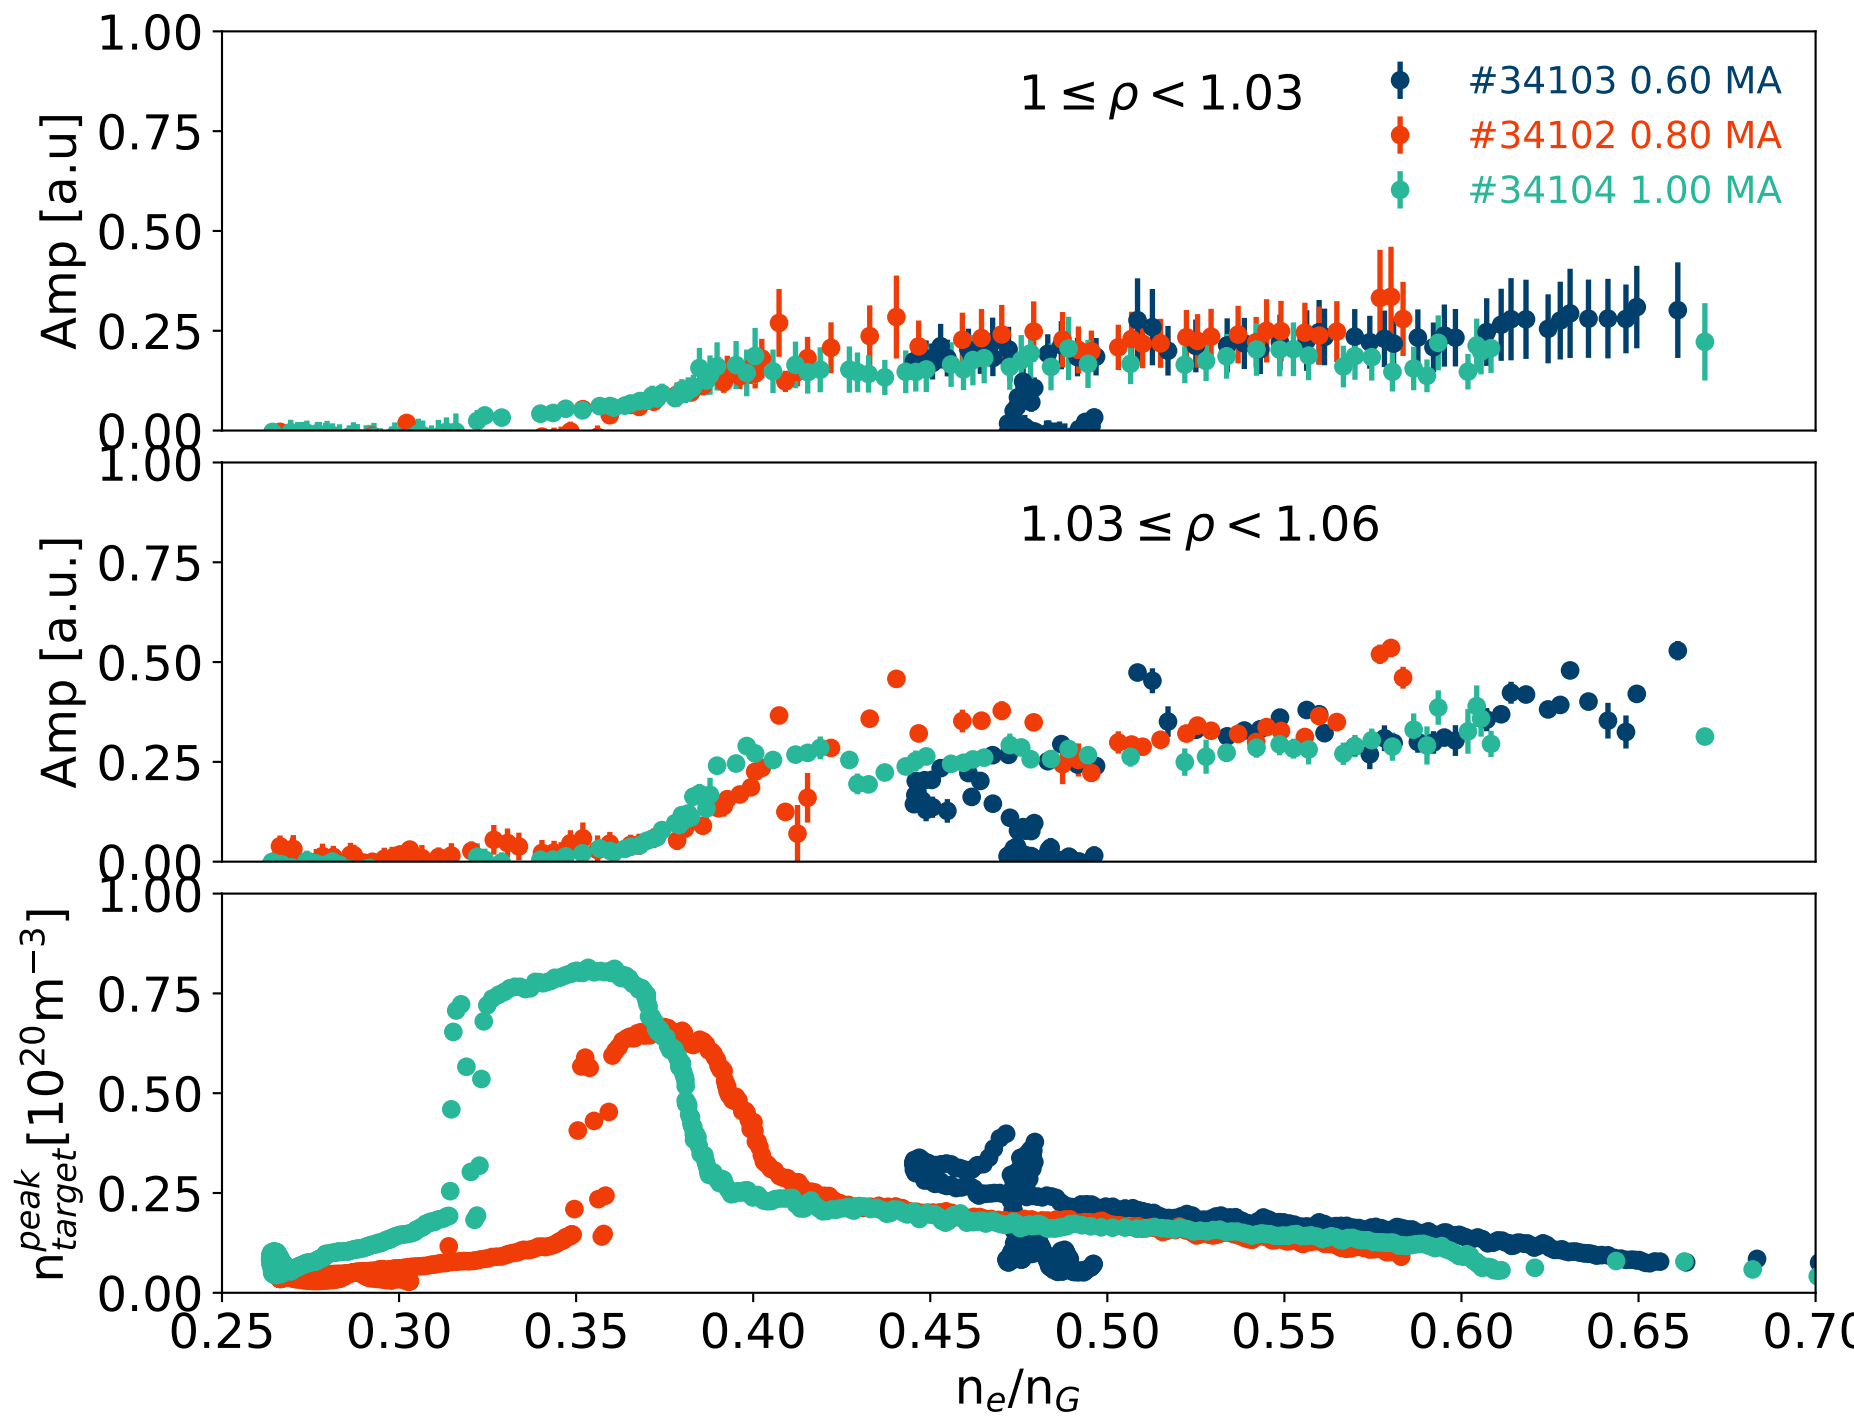 1.00
0.75
0.50
0.25
0.00
Amp [a.u]
1 ≤ ρ < 1.03
#34103 0.60 MA
#34102 0.80 MA
#34104 1.00 MA
1.00
0.75
0.50
0.25
0.00
Amp [a.u.]
1.03 ≤ ρ < 1.06
1.00
0.75
0.50
0.25
0.00
n_{target}^{peak}[10^{20}m^{−3}]
0.25 0.30 0.35 0.40 0.45 0.50 0.55 0.60 0.65 0.70
n_e/n_G